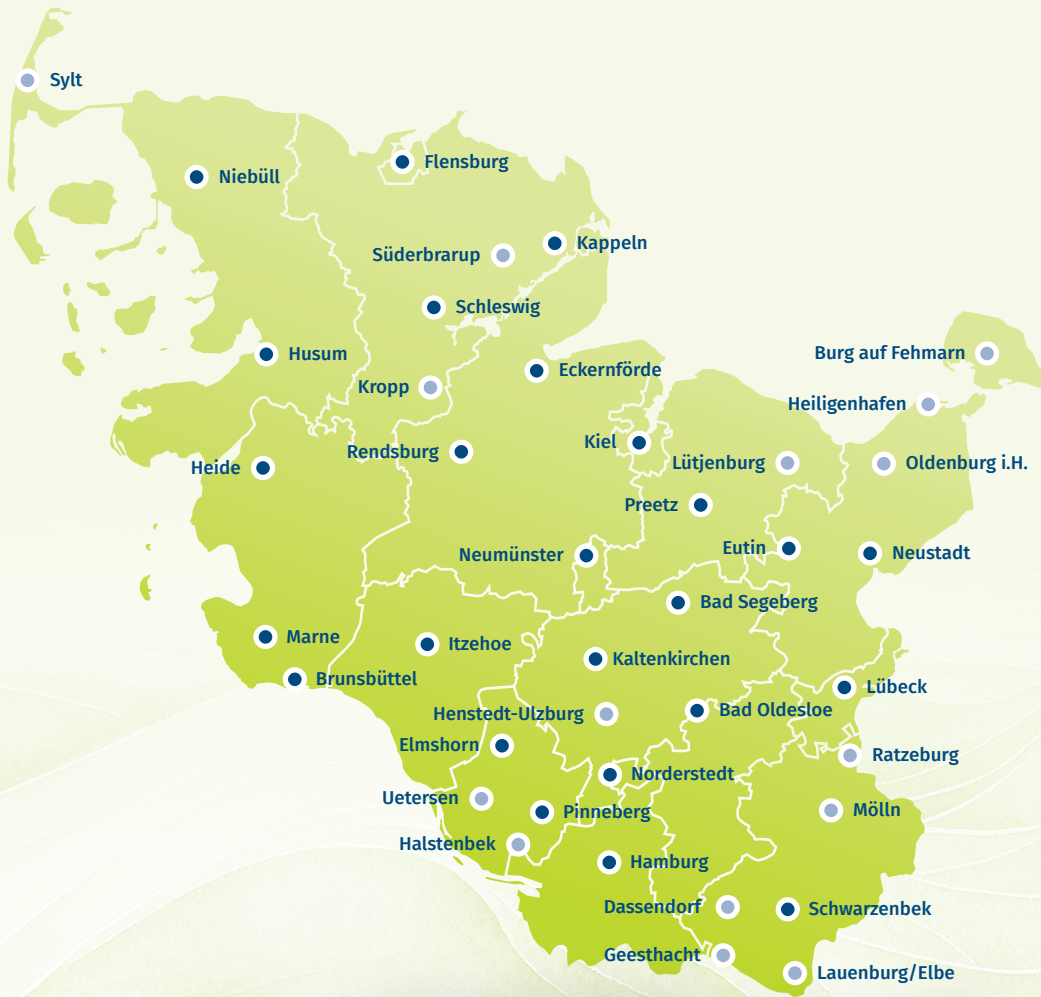 Sylt
Flensburg
Niebüll
Kappeln
Süderbrarup
Schleswig
Husum
Burg auf Fehmarn
Eckernförde
Kropp
Heiligenhafen
Kiel
Rendsburg
Lütjenburg
Oldenburg i.H.
Heide
Preetz
Eutin
Neustadt
Neumünster
Bad Segeberg
Marne
Itzehoe
Kaltenkirchen
Brunsbüttel
Lübeck
Bad Oldesloe
Henstedt-Ulzburg
Elmshorn
Ratzeburg
Norderstedt
Uetersen
Mölln
Pinneberg
Halstenbek
Hamburg
Dassendorf
Schwarzenbek
Geesthacht
Lauenburg/Elbe